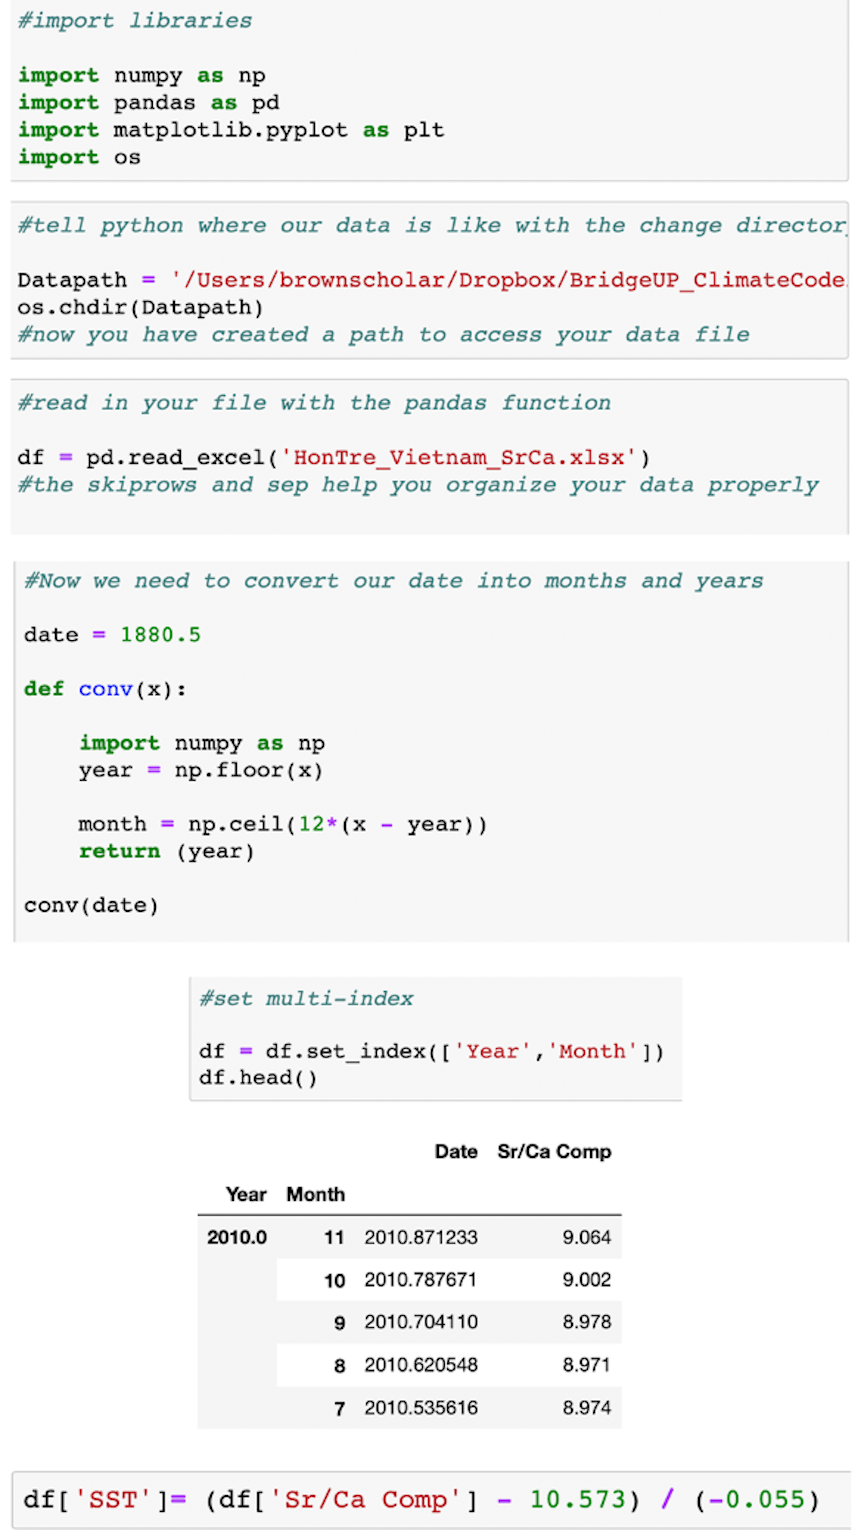 #import libraries
import numpy as np
import pandas as pd
import matplotlib.pyplot as plt
import os
#tell python where our data is like with the change director
Datapath = '/Users/brownscholar/Dropbox/BridgeUP_ClimateCode
os.chdir(Datapath)
#now you have created a path to access your data file
#read in your file with the pandas function
df = pd.read_excel('HonTre_Vietnam_SrCa.xlsx')
#the skiprows and sep help you organize your data properly
#Now we need to convert our date into months and years
date = 1880.5
def conv(x):
    import numpy as np
    year = np.floor(x)
    month = np.ceil(12*(x - year))
    return (year)
conv(date)
#set multi-index
df = df.set_index(['Year','Month'])
df.head()
Date Sr/Ca Comp
Year Month
2010.0 11 2010.871233 9.064
10 2010.787671 9.002
9 2010.704110 8.978
8 2010.620548 8.971
7 2010.535616 8.974
df['SST']= (df['Sr/Ca Comp'] - 10.573) / (-0.055)